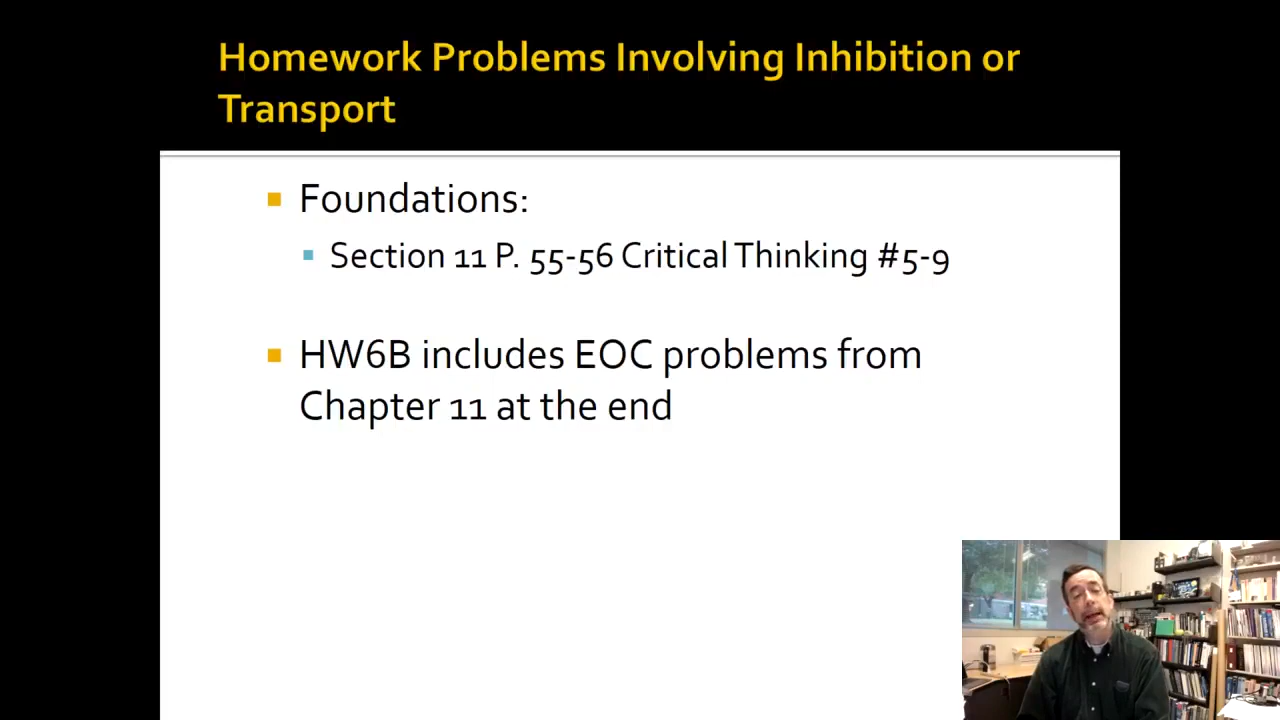 Homework Problems Involving Inhibition or
Transport
Foundations:
Section 11 P. 55-56 Critical Thinking #5-9
HW6B includes EOC problems from
Chapter 11 at the end